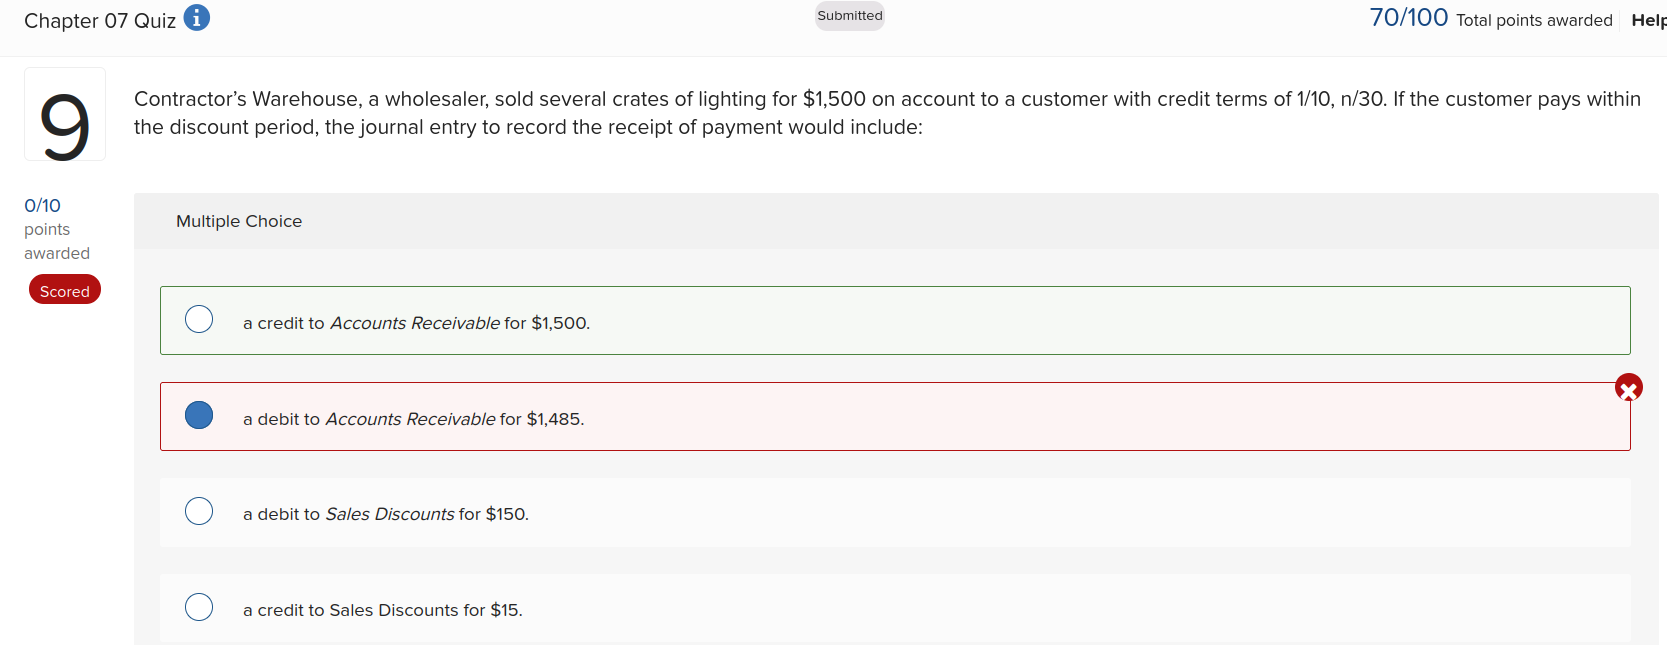 Chapter 07 Quiz i
Submitted
70/100 Total points awarded
Help
9
Contractor's Warehouse, a wholesaler, sold several crates of lighting for $1,500 on account to a customer with credit terms of 1/10, n/30. If the customer pays within
the discount period, the journal entry to record the receipt of payment would include:
0/10
points
awarded
Scored
Multiple Choice
a credit to Accounts Receivable for $1,500.
a debit to Accounts Receivable for $1,485.
a debit to Sales Discounts for $150.
a credit to Sales Discounts for $15.